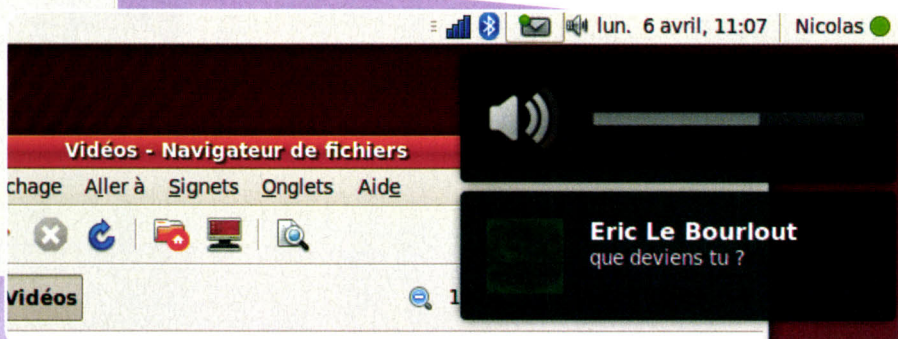 lun. 6 avril, 11:07 Nicolas
Vidéos - Navigateur de fichiers
chage Aller à Signets Onglets Aide
Eric Le Bourlout
que deviens tu ?
Vidéos 1